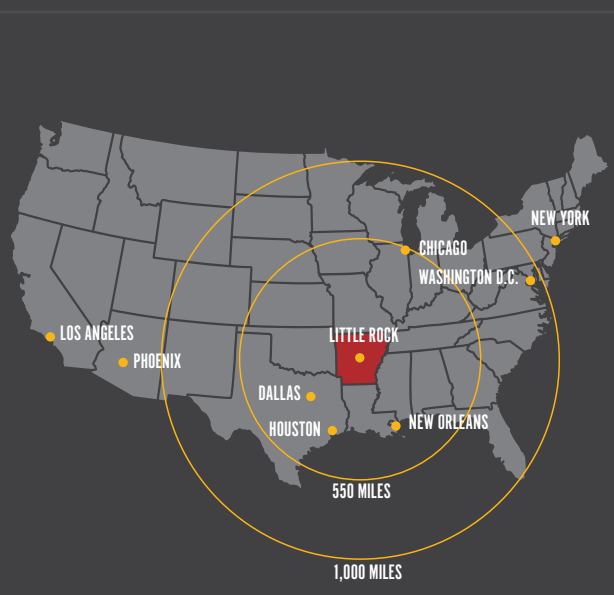 NEW YORK
CHICAGO
WASHINGTON D.C.
LOS ANGELES
LITTLE ROCK
PHOENIX
DALLAS
NEW ORLEANS
HOUSTON
550 MILES
1,000 MILES